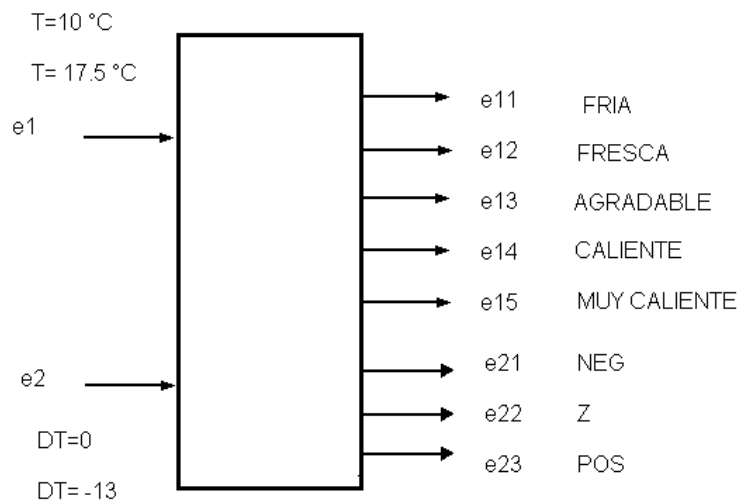 T=10 °C
T= 17.5 °C
e1
e11 FRIA
e12 FRESCA
e13 AGRADABLE
e14 CALIENTE
e15 MUY CALIENTE
e2
e21 NEG
e22 Z
e23 POS
DT=0
DT= -13